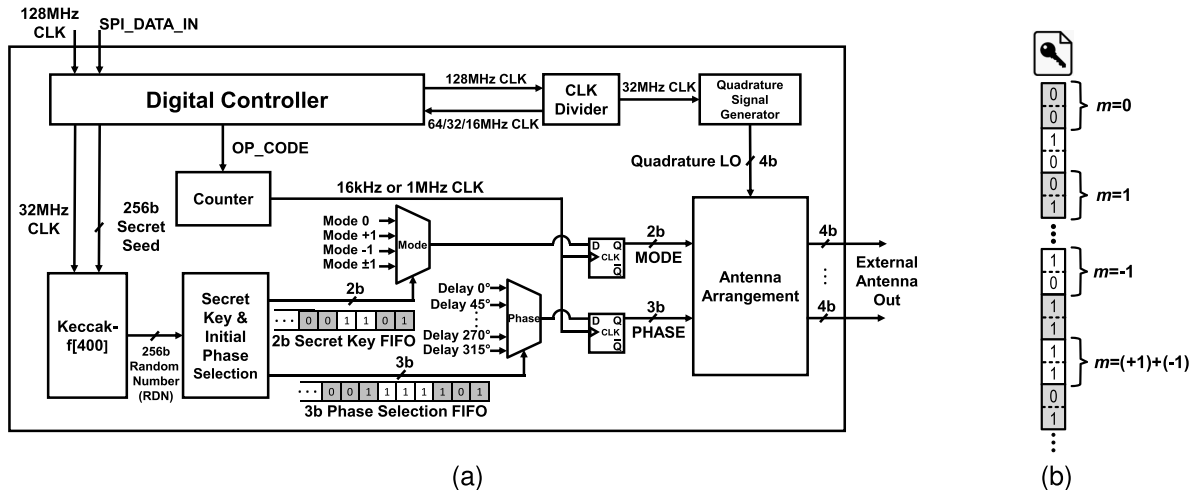 128MHz
CLK
SPI_DATA_IN
Digital Controller
128MHz CLK
64/32/16MHz CLK
CLK
Divider
32MHz CLK
Quadrature
Signal
Generator
OP_CODE
Quadrature LO
4b
Counter
16kHz or 1MHz CLK
32MHz
CLK
256b
Secret
Seed
Mode 0
Mode +1
Mode -1
Mode ±1
Mode
D Q
CLK
Q
2b
MODE
Antenna
Arrangement
4b
⋮
4b
External
Antenna
Out
Keccak-
f[400]
256b
Random
Number
(RDN)
Secret
Key &
Initial
Phase
Selection
2b
··· 0 0 1 1 0 1
2b Secret Key FIFO
Delay 0°
Delay 45°
⋮
Delay 270°
Delay 315°
Phase
D Q
CLK
Q
3b
PHASE
3b
··· 0 0 1 1 1 1 1 0 1
3b Phase Selection FIFO
(a)
0
0
m=0
1
0
0
1
m=1
⋮
1
0
m=-1
1
1
1
1
m=(+1)+(-1)
0
1
⋮
(b)